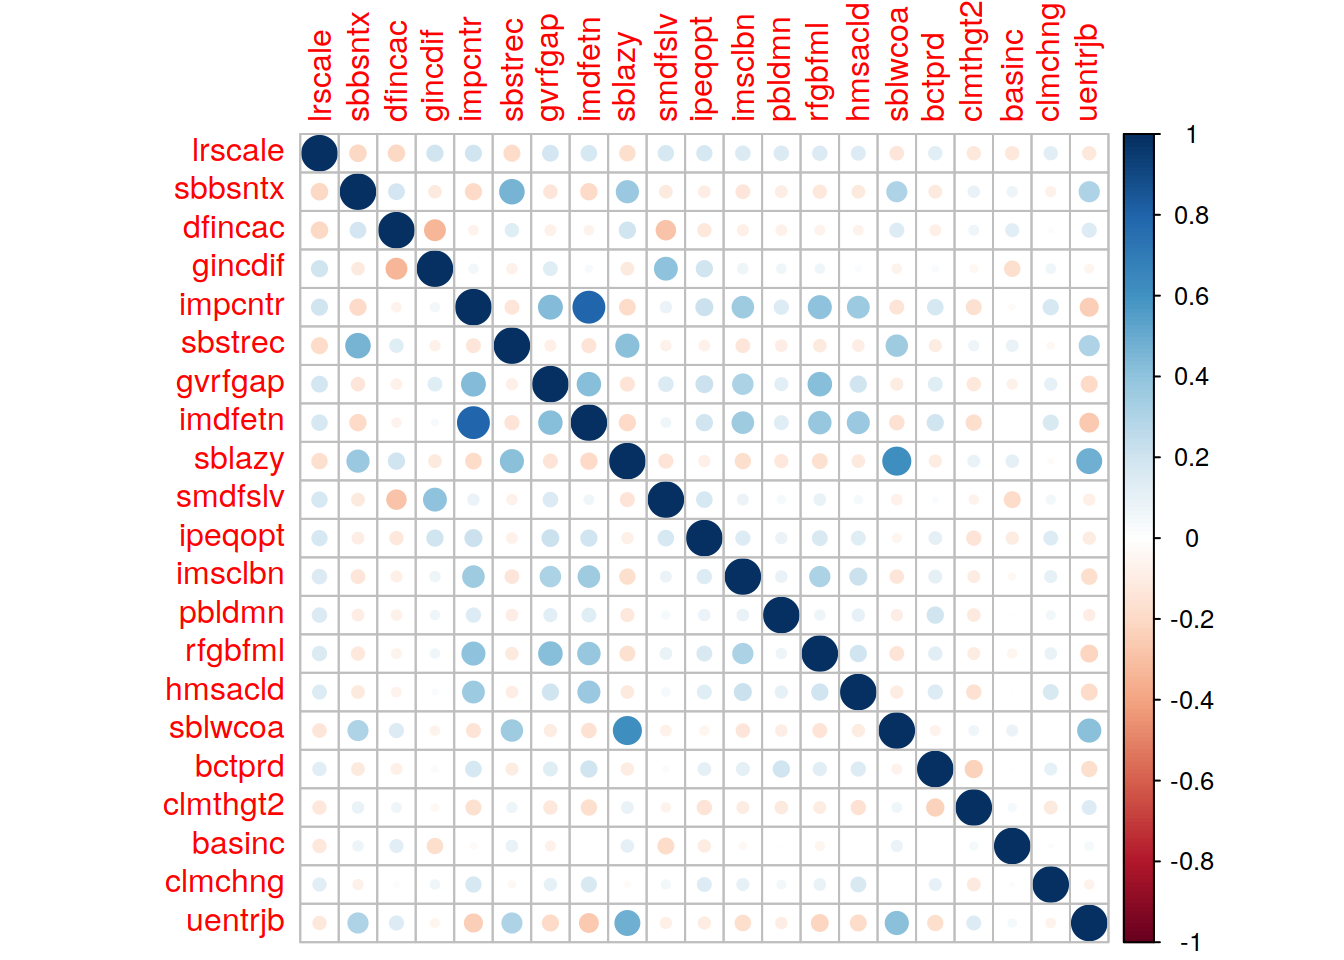 lrscale
sbbsntx
dfincac
gincdif
impcntr
sbstrec
gvrfgap
imdfetn
sblazy
smdfslv
ipeqopt
imsclbn
pbldmn
rfgbfml
hmsacld
sblwcoa
bctprd
clmthgt2
basinc
clmchng
uentrjb
lrscale
sbbsntx
dfincac
gincdif
impcntr
sbstrec
gvrfgap
imdfetn
sblazy
smdfslv
ipeqopt
imsclbn
pbldmn
rfgbfml
hmsacld
sblwcoa
bctprd
clmthgt2
basinc
clmchng
uentrjb
1
0.8
0.6
0.4
0.2
0
-0.2
-0.4
-0.6
-0.8
-1